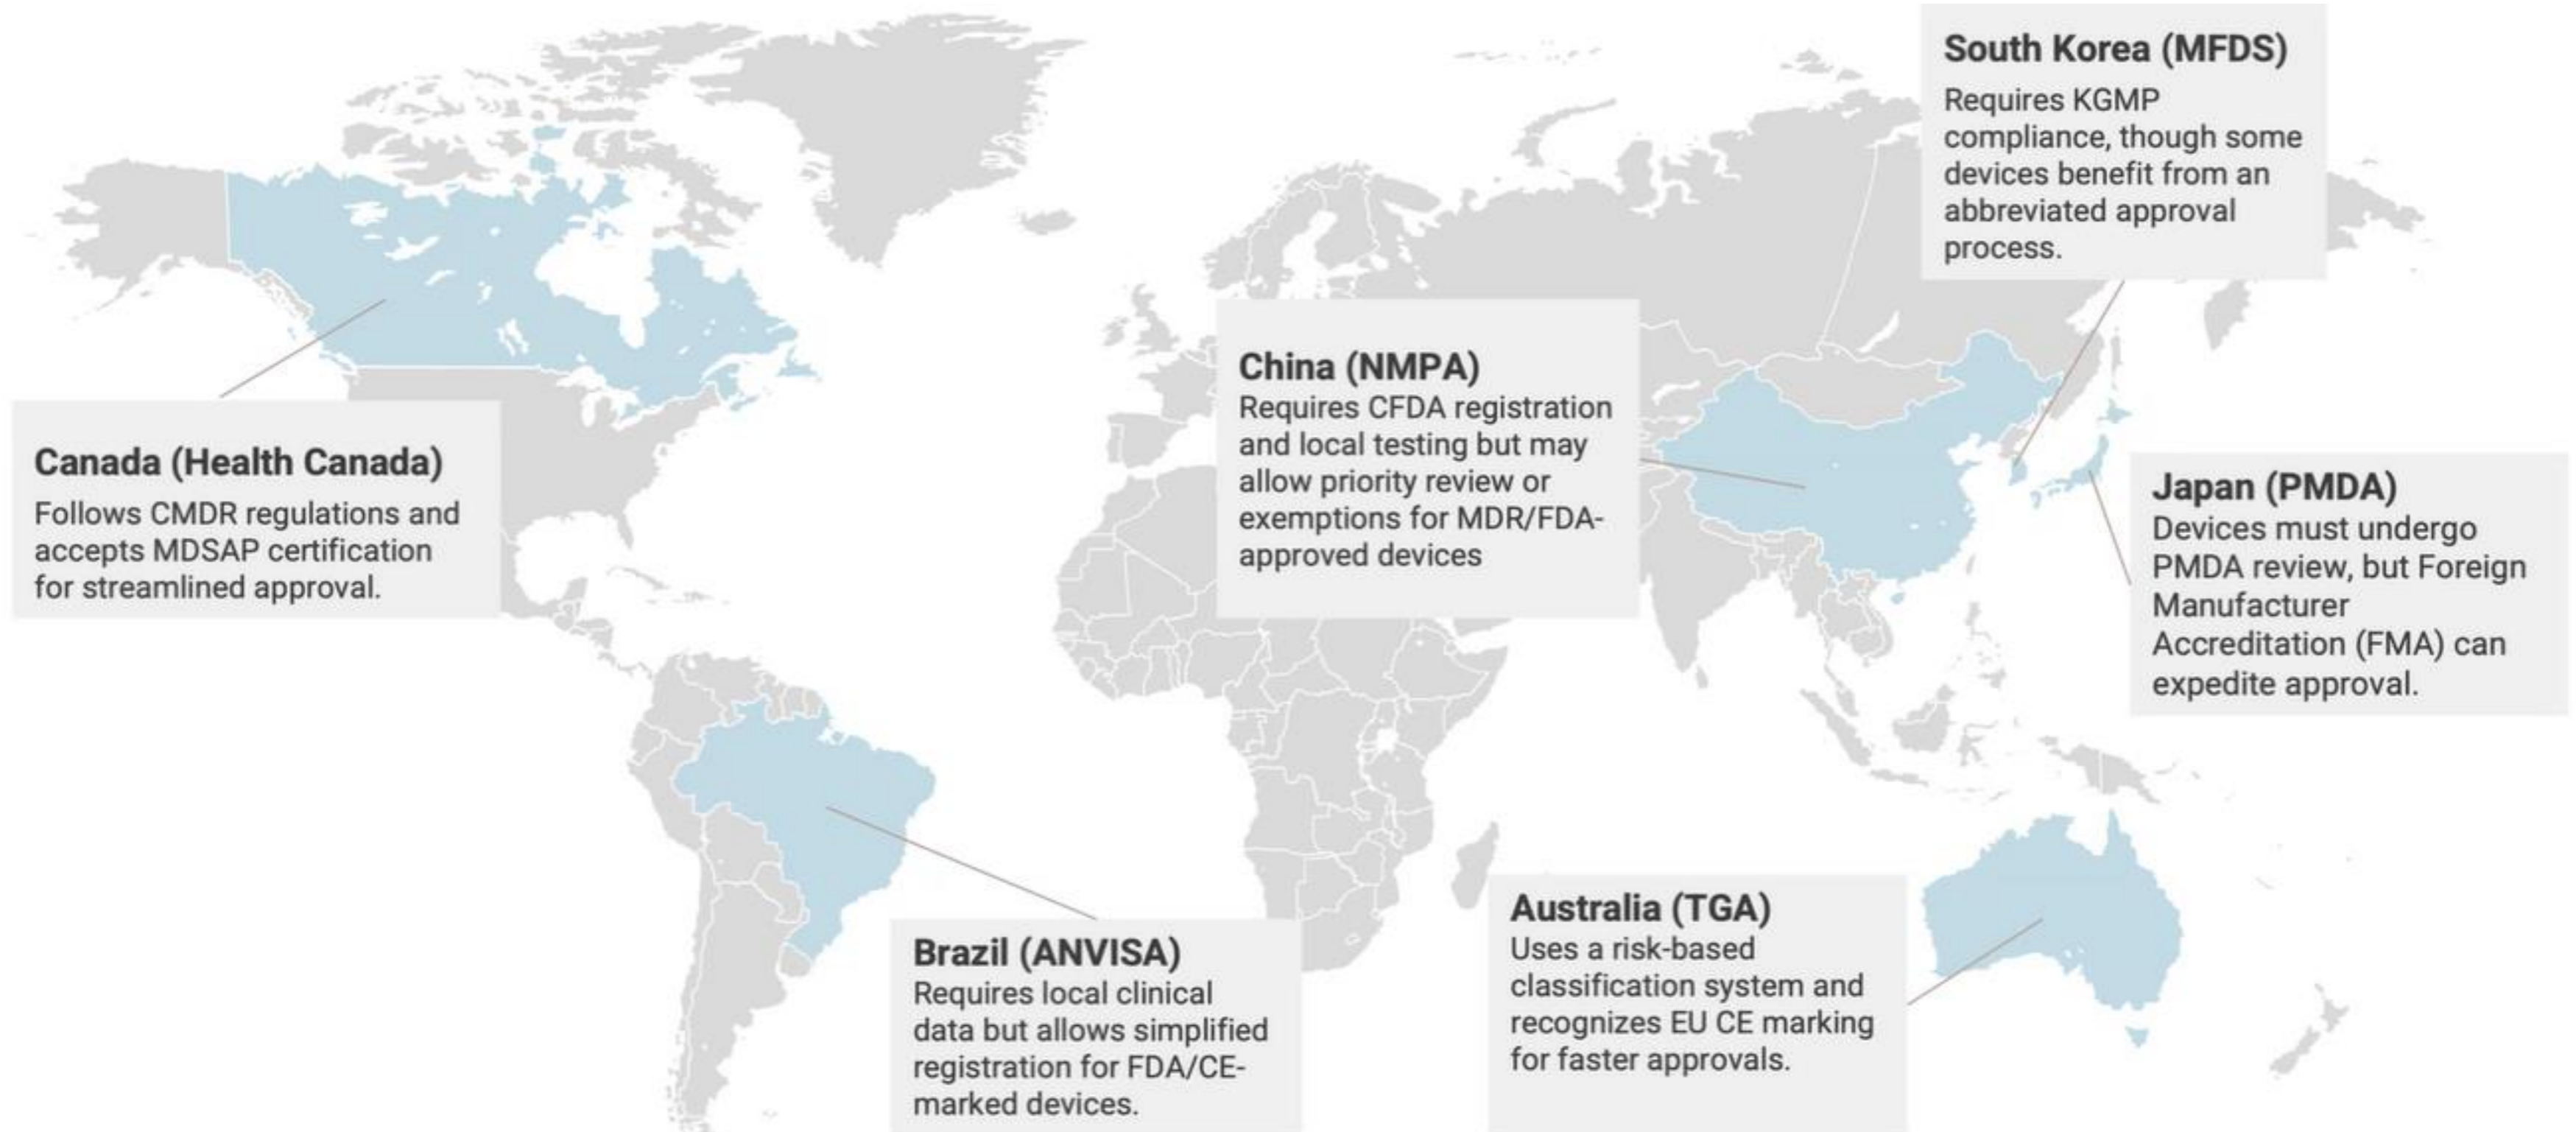 South Korea (MFDS)
Requires KGMP
compliance, though some
devices benefit from an
abbreviated approval
process.
China (NMPA)
Requires CFDA registration
and local testing but may
allow priority review or
exemptions for MDR/FDA-
approved devices
Canada (Health Canada)
Follows CMDR regulations and
accepts MDSAP certification
for streamlined approval.
Japan (PMDA)
Devices must undergo
PMDA review, but Foreign
Manufacturer
Accreditation (FMA) can
expedite approval.
Brazil (ANVISA)
Requires local clinical
data but allows simplified
registration for FDA/CE-
marked devices.
Australia (TGA)
Uses a risk-based
classification system and
recognizes EU CE marking
for faster approvals.